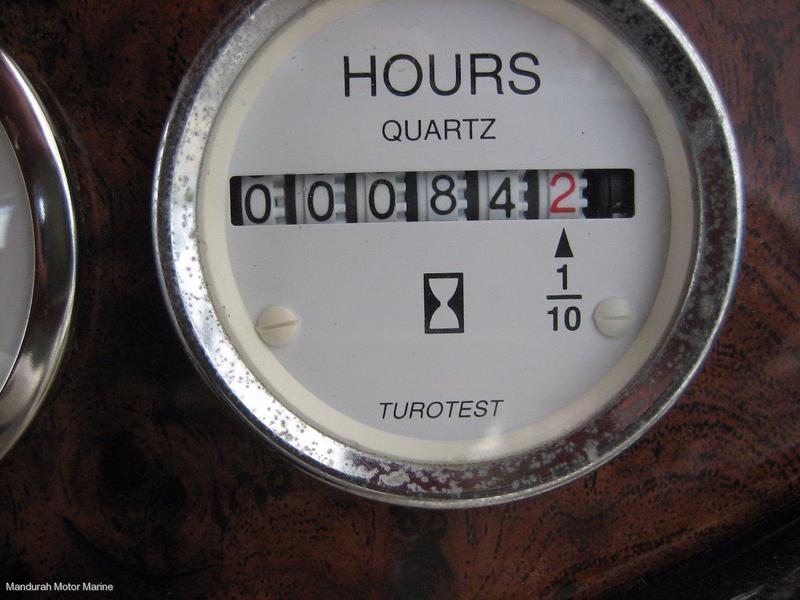 HOURS
QUARTZ
000842
1
10
TUROTEST
Mandurah Motor Marine